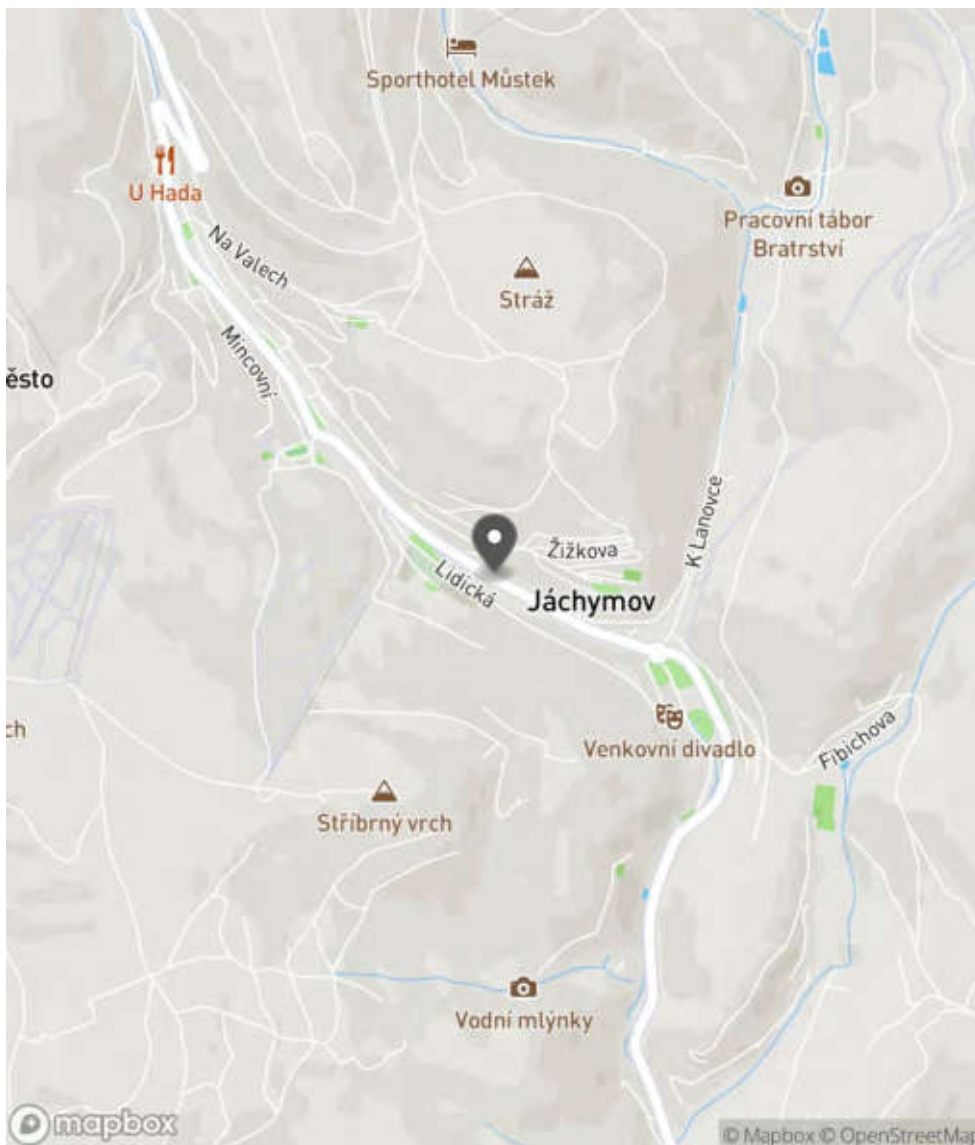 Sporthotel Můstek
U Hada
Na Valech
Pracovní tábor
Bratrství
Stráž
Mincovní
ěsto
K Lanovce
Žižkova
Lidická
Jáchymov
ch
Venkovní divadlo
Fibichova
Stříbrný vrch
Vodní mlýnky
mapbox
© Mapbox © OpenStreetMap